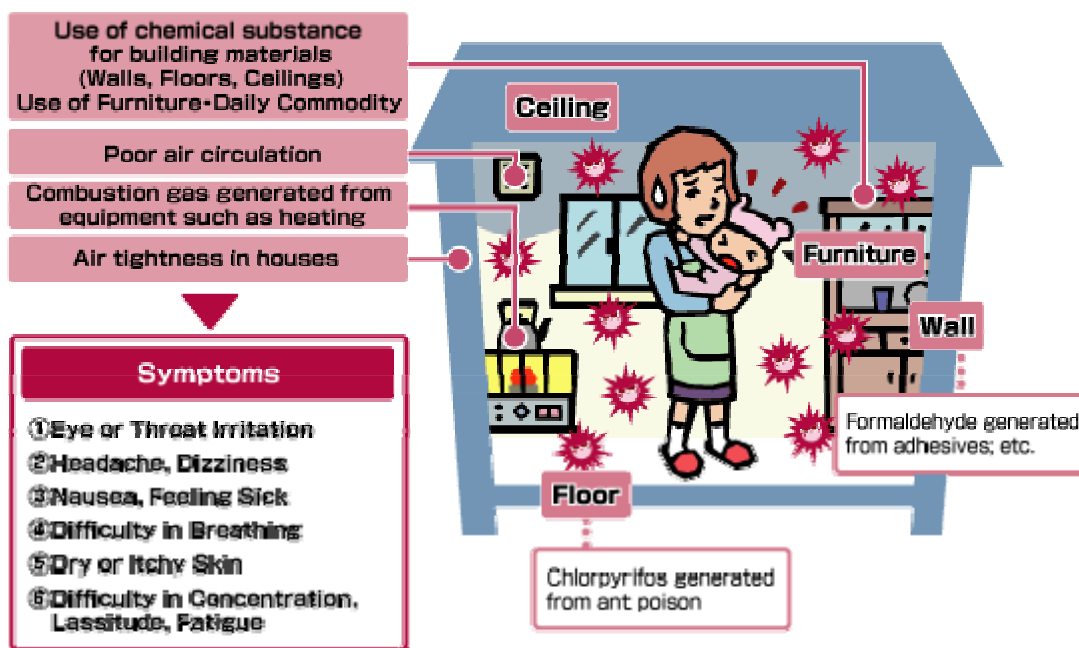 Use of chemical substance
for building materials
(Walls, Floors, Ceilings)
Use of Furniture•Daily Commodity
Poor air circulation
Combustion gas generated from
equipment such as heating
Air tightness in houses
Symptoms
①Eye or Throat Irritation
②Headache, Dizziness
③Nausea, Feeling Sick
④Difficulty in Breathing
⑤Dry or Itchy Skin
⑥Difficulty in Concentration,
Lassitude, Fatigue
Ceiling
Furniture
Wall
Formaldehyde generated
from adhesives; etc.
Floor
Chlorpyrifos generated
from ant poison